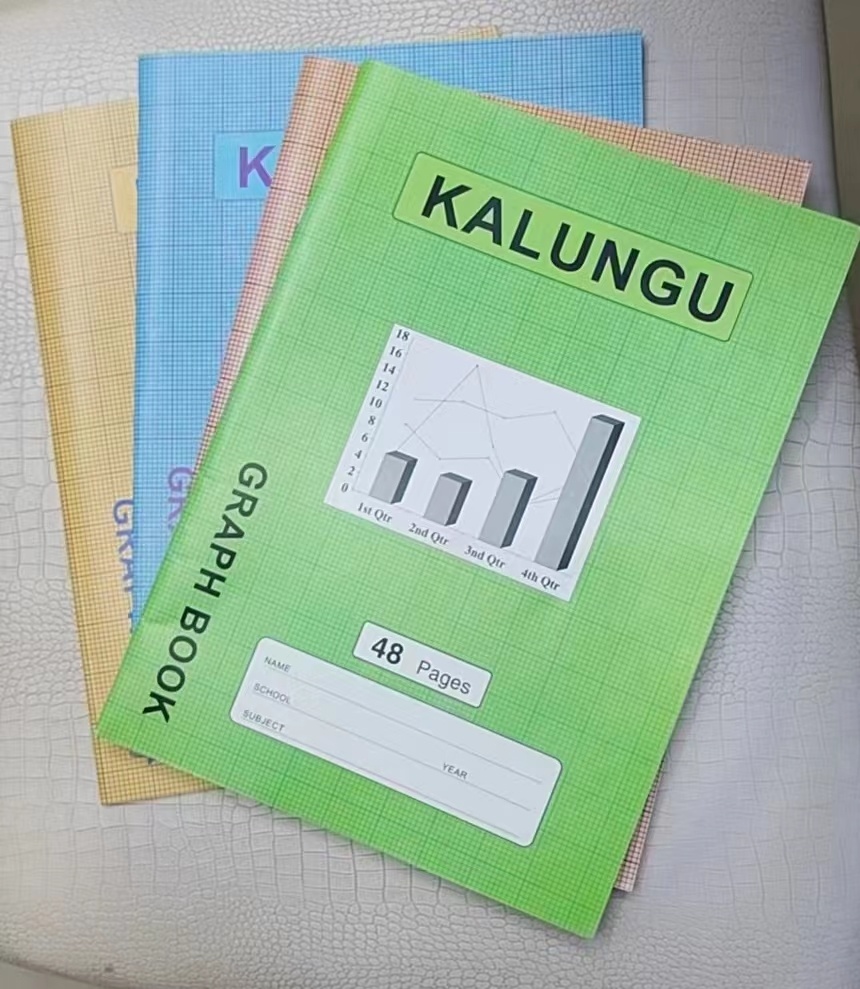 KALUNGU
18
16
14
12
10
8
6
4
2
0
1st Qtr 2nd Qtr 3nd Qtr 4th Qtr
GRAPH BOOK
48 Pages
NAME
SCHOOL
SUBJECT
YEAR
K